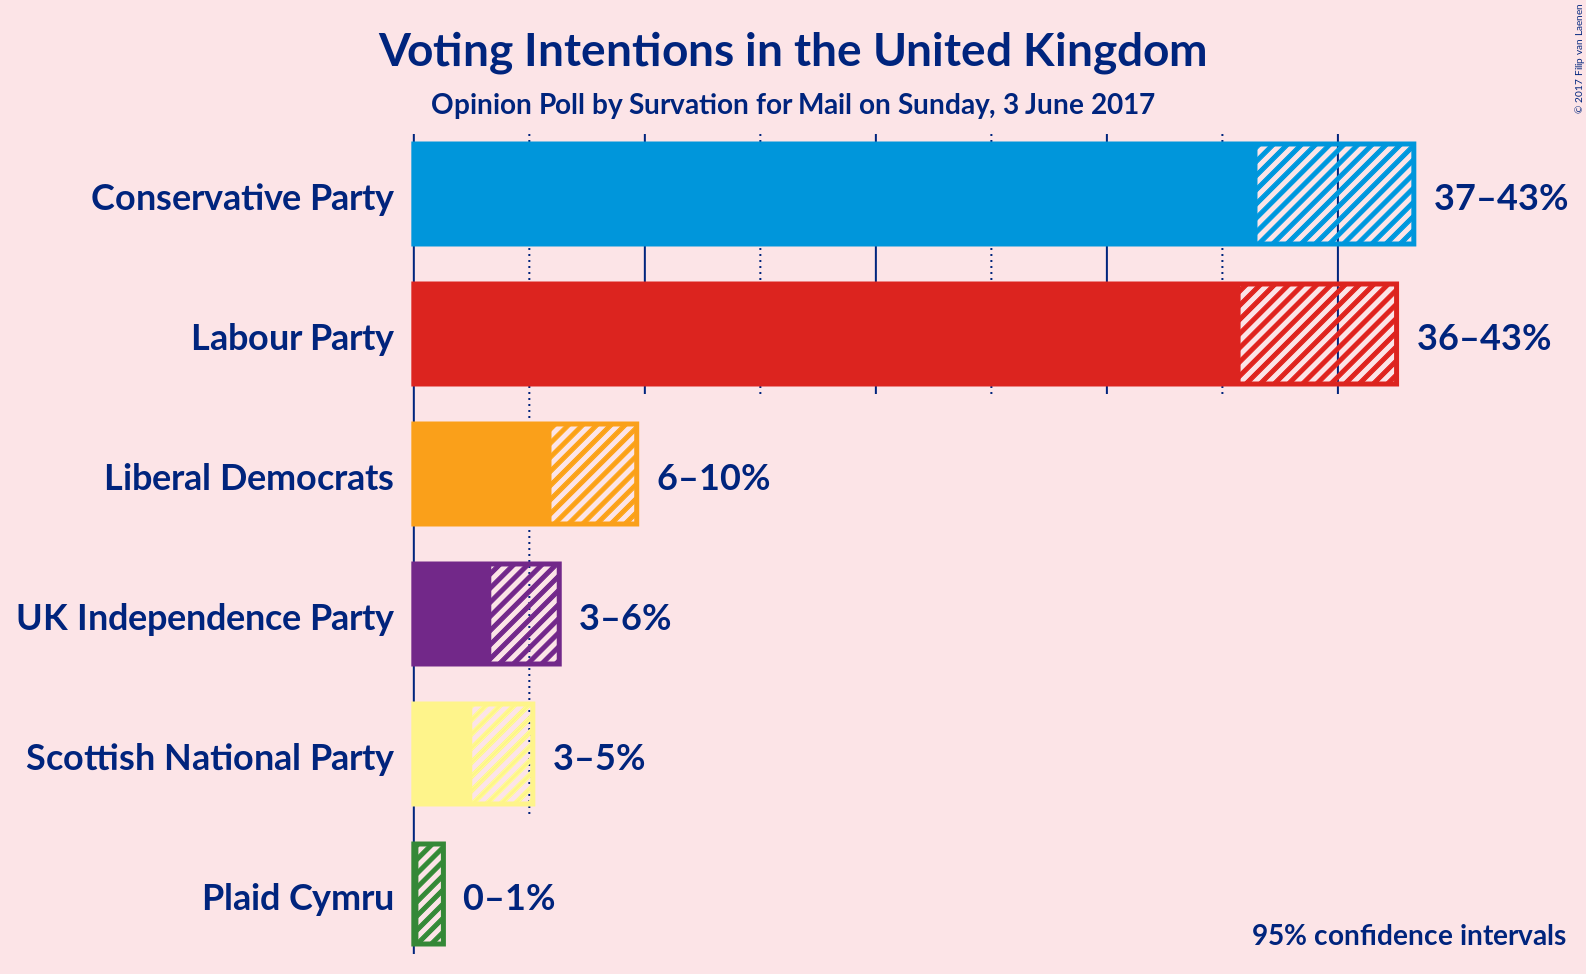 Voting Intentions in the United Kingdom
Opinion Poll by Survation for Mail on Sunday, 3 June 2017
© 2017 Filip van Laenen
Conservative Party 37–43%
Labour Party 36–43%
Liberal Democrats 6–10%
UK Independence Party 3–6%
Scottish National Party 3–5%
Plaid Cymru 0–1%
95% confidence intervals